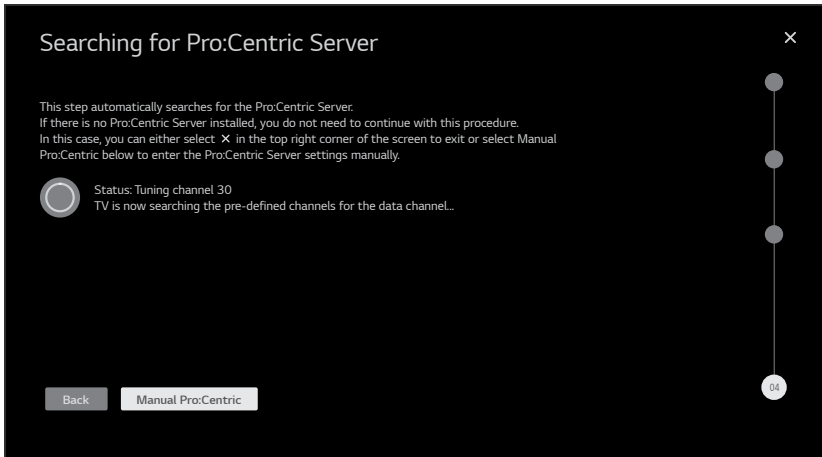 Searching for Pro:Centric Server
This step automatically searches for the Pro:Centric Server.
If there is no Pro:Centric Server installed, you do not need to continue with this procedure.
In this case, you can either select ✕ in the top right corner of the screen to exit or select Manual
Pro:Centric below to enter the Pro:Centric Server settings manually.
Status: Tuning channel 30
TV is now searching the pre-defined channels for the data channel...
04
Back
Manual Pro:Centric